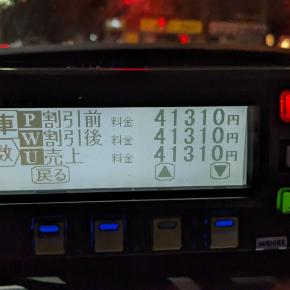 車 P 割引前 料金 41310円
W 割引後 料金 41310円
数 U 売上 料金 41310円
戻る ▲ ▼